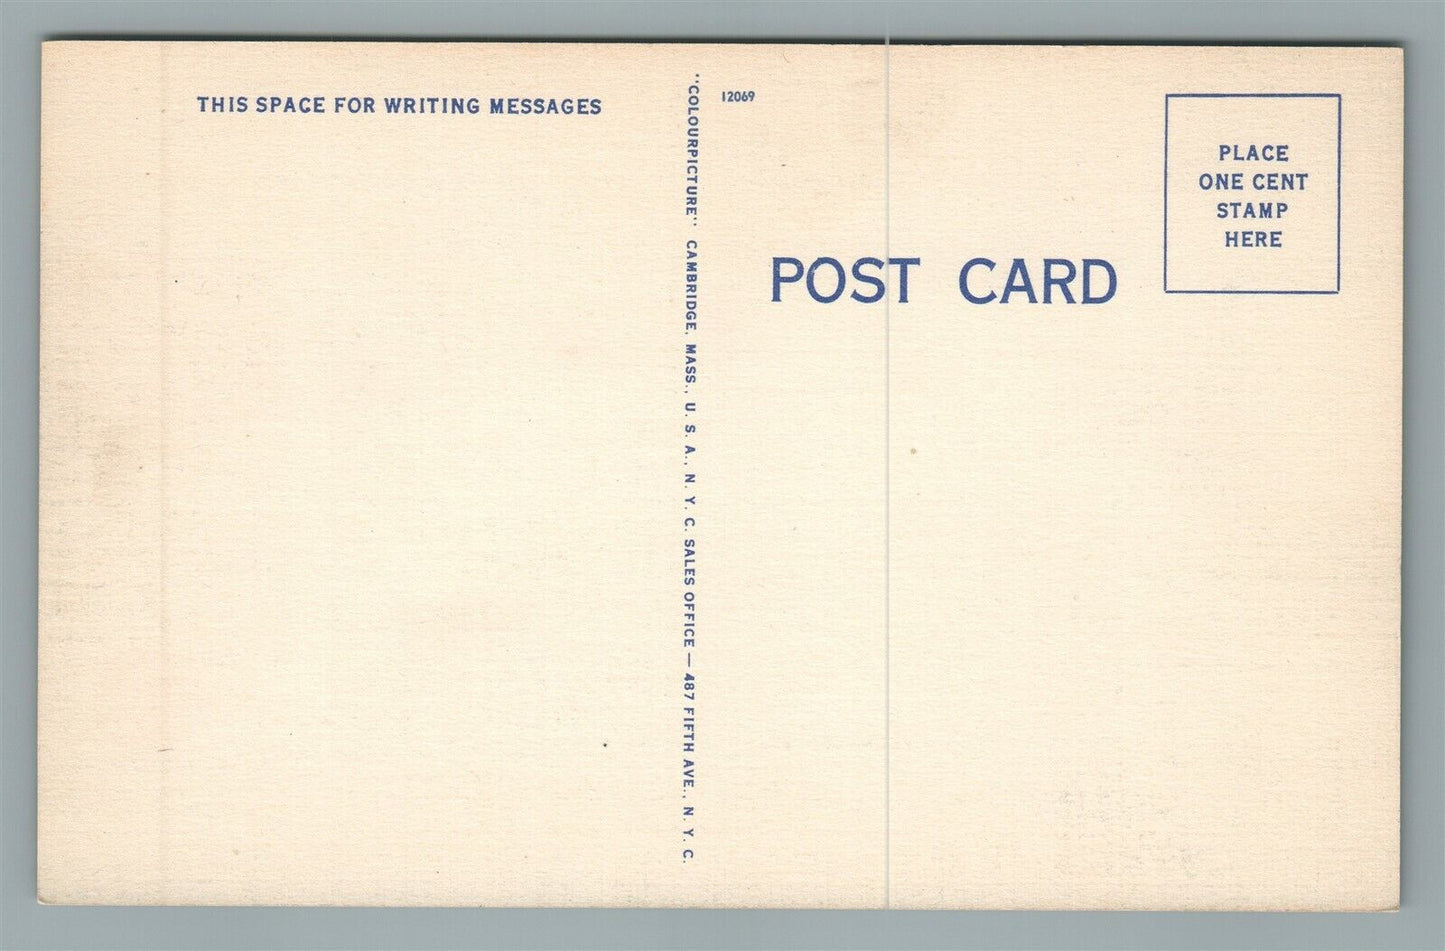 THIS SPACE FOR WRITING MESSAGES
"COLOURPICTURE" CAMBRIDGE, MASS., U. S. A., N. Y. C. SALES OFFICE — 487 FIFTH AVE., N. Y. C.
12069
POST CARD
PLACE
ONE CENT
STAMP
HERE